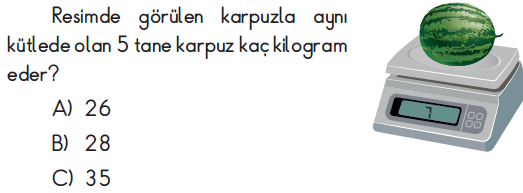 Resimde görülen karpuzla aynı
kütlede olan 5 tane karpuz kaç kilogram
eder?
A) 26
B) 28
C) 35
7